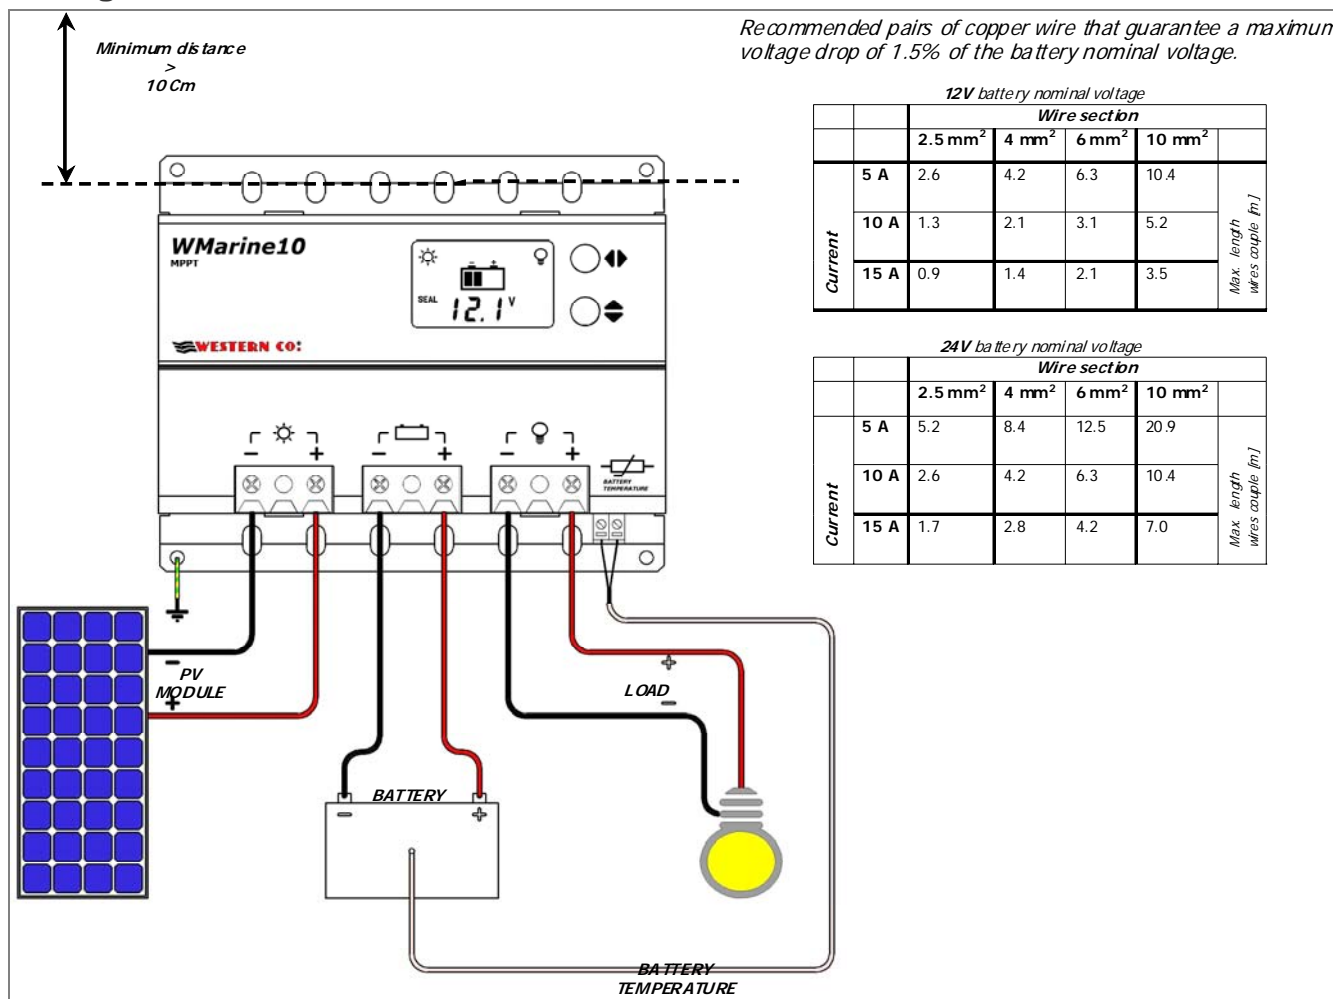 Minimum distance
>
10 Cm
Recommended pairs of copper wire that guarantee a maximum
voltage drop of 1.5% of the battery nominal voltage.
12V battery nominal voltage
Wire section
2.5 mm² 4 mm² 6 mm² 10 mm²
5 A 2.6 4.2 6.3 10.4
10 A 1.3 2.1 3.1 5.2
15 A 0.9 1.4 2.1 3.5
Current
Max. length
wires couple [m]
24V battery nominal voltage
Wire section
2.5 mm² 4 mm² 6 mm² 10 mm²
5 A 5.2 8.4 12.5 20.9
10 A 2.6 4.2 6.3 10.4
15 A 1.7 2.8 4.2 7.0
Current
Max. length
wires couple [m]
WMarine10
MPPT
- +
SEAL
12.1 V
WESTERN CO:
- + - + - +
BATTERY
TEMPERATURE
-
PV
MODULE
+
+
LOAD
-
BATTERY
- +
BATTERY
TEMPERATURE